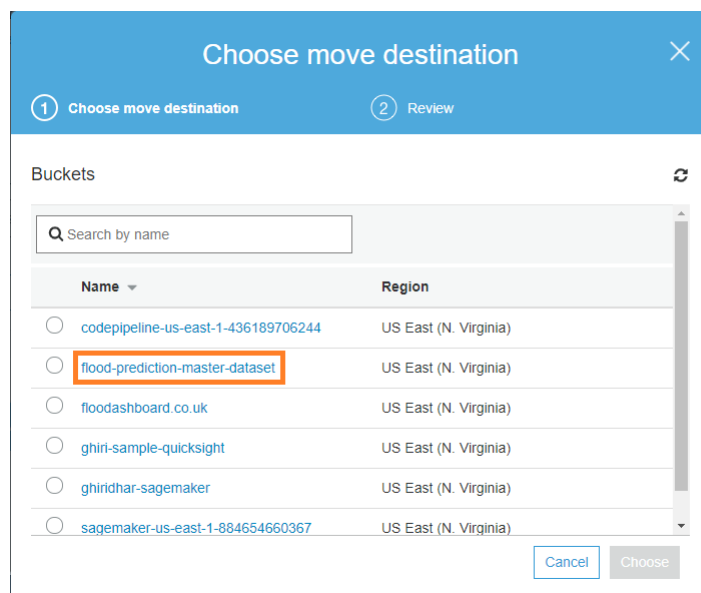 Choose move destination
1 Choose move destination 2 Review
Buckets
Search by name
Name Region
codepipeline-us-east-1-436189706244 US East (N. Virginia)
flood-prediction-master-dataset US East (N. Virginia)
floodashboard.co.uk US East (N. Virginia)
ghiri-sample-quicksight US East (N. Virginia)
ghiridhar-sagemaker US East (N. Virginia)
sagemaker-us-east-1-884654660367 US East (N. Virginia)
Cancel Choose